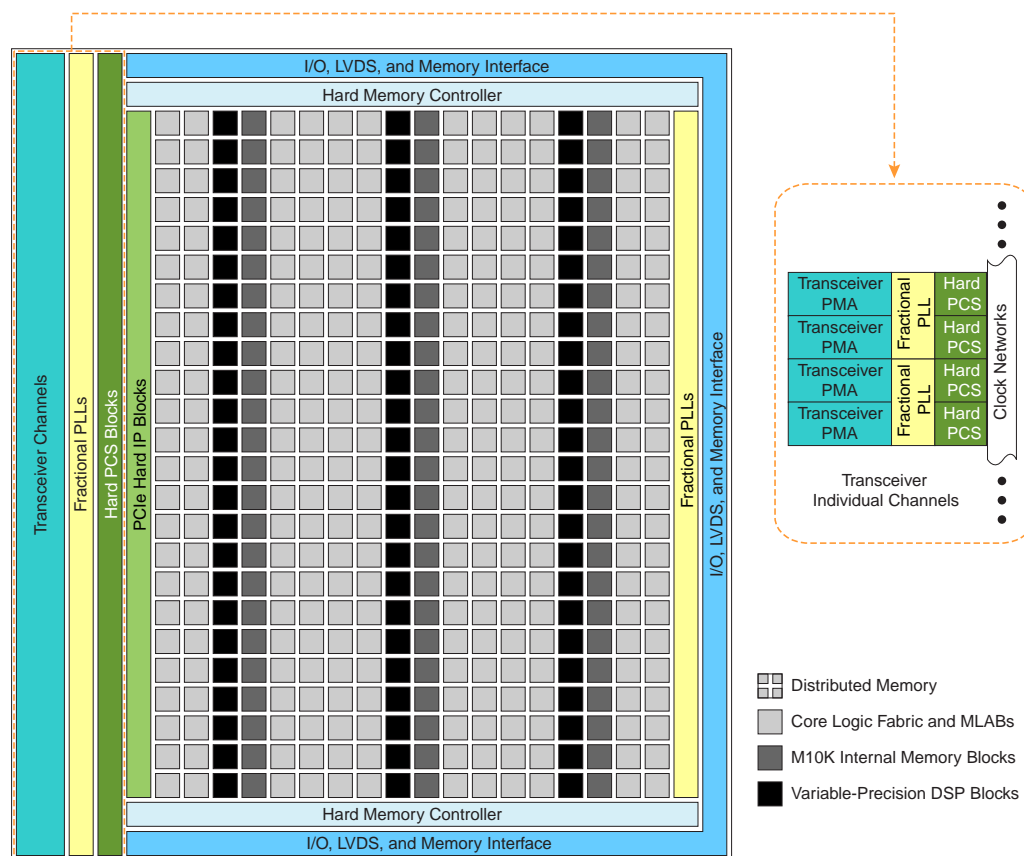 I/O, LVDS, and Memory Interface
Hard Memory Controller
Transceiver Channels
Fractional PLLs
Hard PCS Blocks
PCIe Hard IP Blocks
Fractional PLLs
I/O, LVDS, and Memory Interface
Hard Memory Controller
I/O, LVDS, and Memory Interface
Transceiver
PMA
Transceiver
PMA
Transceiver
PMA
Transceiver
PMA
Fractional
PLL
Fractional
PLL
Hard
PCS
Hard
PCS
Hard
PCS
Hard
PCS
Clock Networks
Transceiver
Individual Channels
Distributed Memory
Core Logic Fabric and MLABs
M10K Internal Memory Blocks
Variable-Precision DSP Blocks